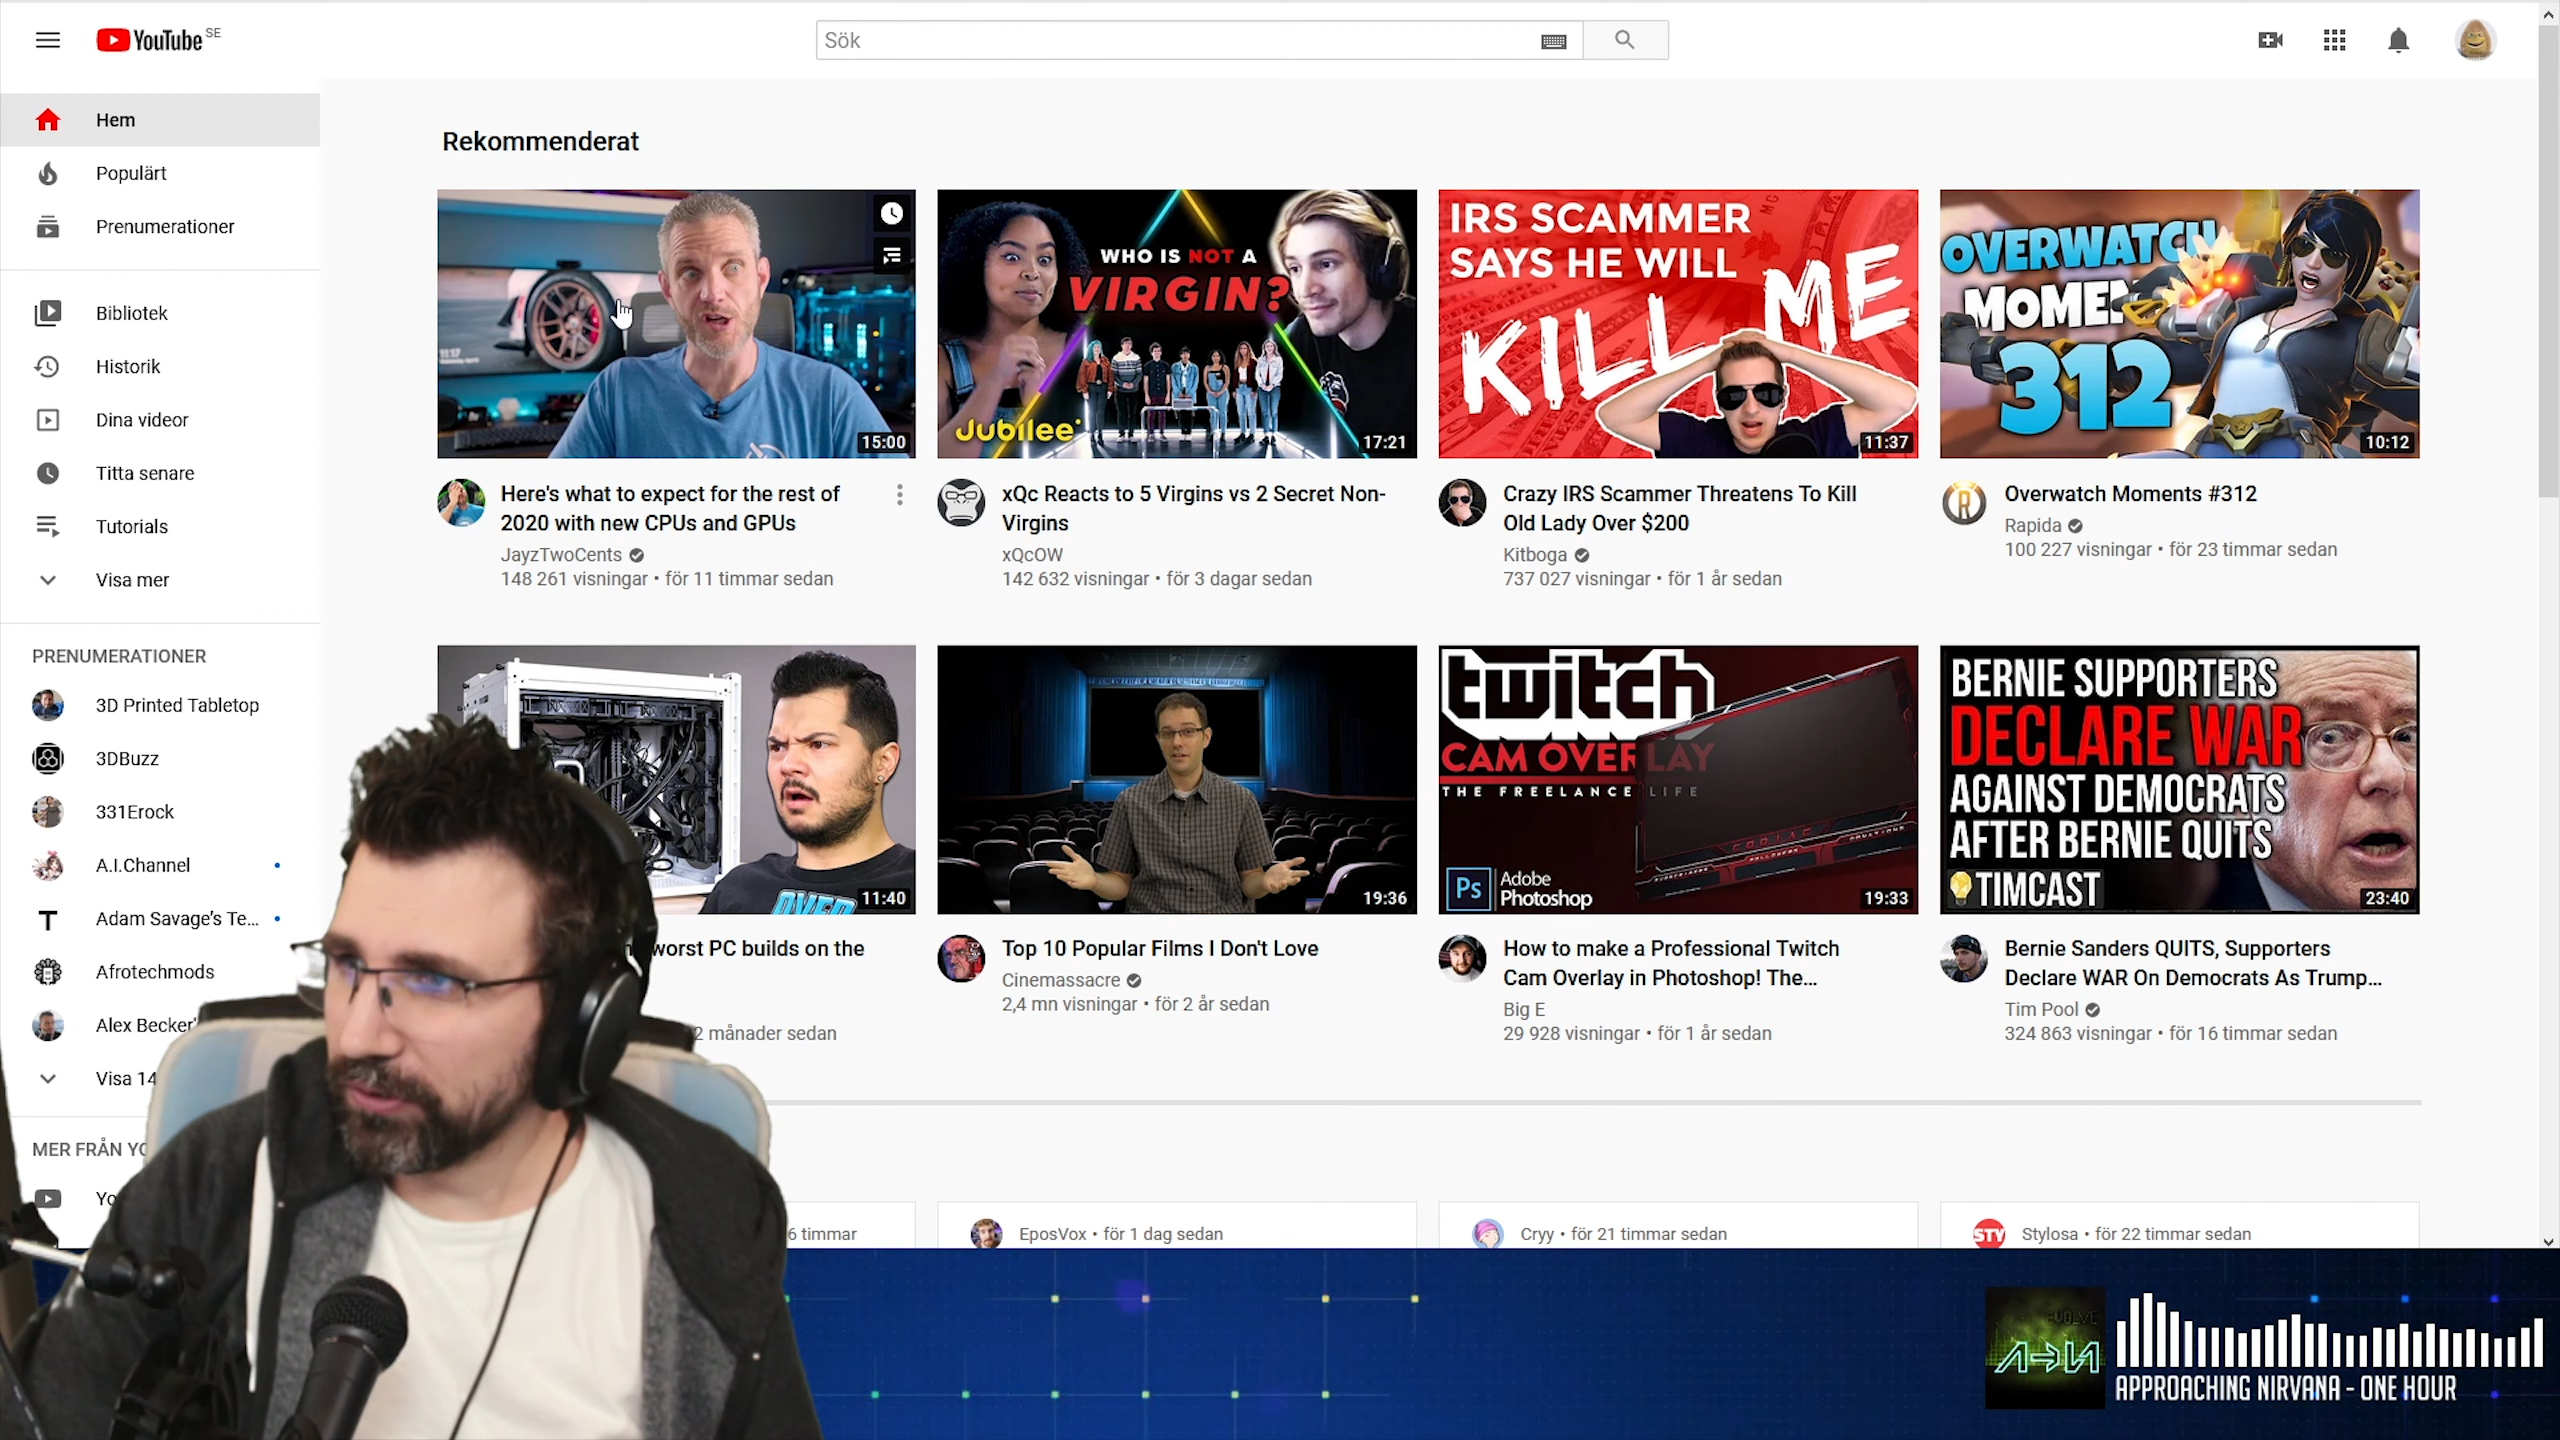 YouTube SE
Sök
Hem
Populärt
Prenumerationer
Bibliotek
Historik
Dina videor
Titta senare
Tutorials
Visa mer
PRENUMERATIONER
3D Printed Tabletop
3DBuzz
331Erock
A.I.Channel
Adam Savage's Te...
Afrotechmods
Alex Becker'
Visa 14
MER FRÅN YO
Yo
Rekommenderat
15:00
Here's what to expect for the rest of
2020 with new CPUs and GPUs
JayzTwoCents
148 261 visningar • för 11 timmar sedan
WHO IS NOT A
VIRGIN?
Jubilee
17:21
xQc Reacts to 5 Virgins vs 2 Secret Non-
Virgins
xQcOW
142 632 visningar • för 3 dagar sedan
IRS SCAMMER
SAYS HE WILL
KILL ME
11:37
Crazy IRS Scammer Threatens To Kill
Old Lady Over $200
Kitboga
737 027 visningar • för 1 år sedan
OVERWATCH
MOMEN
312
10:12
Overwatch Moments #312
Rapida
100 227 visningar • för 23 timmar sedan
OVER
11:40
worst PC builds on the
2 månader sedan
19:36
Top 10 Popular Films I Don't Love
Cinemassacre
2,4 mn visningar • för 2 år sedan
twitch
CAM OVERLAY
THE FREELANCE LIFE
Ps Adobe
Photoshop
19:33
How to make a Professional Twitch
Cam Overlay in Photoshop! The...
Big E
29 928 visningar • för 1 år sedan
BERNIE SUPPORTERS
DECLARE WAR
AGAINST DEMOCRATS
AFTER BERNIE QUITS
TIMCAST
23:40
Bernie Sanders QUITS, Supporters
Declare WAR On Democrats As Trump...
Tim Pool
324 863 visningar • för 16 timmar sedan
6 timmar
EposVox • för 1 dag sedan
Cryy • för 21 timmar sedan
STY
Stylosa • för 22 timmar sedan
EVOLVE
APPROACHING NIRVANA - ONE HOUR